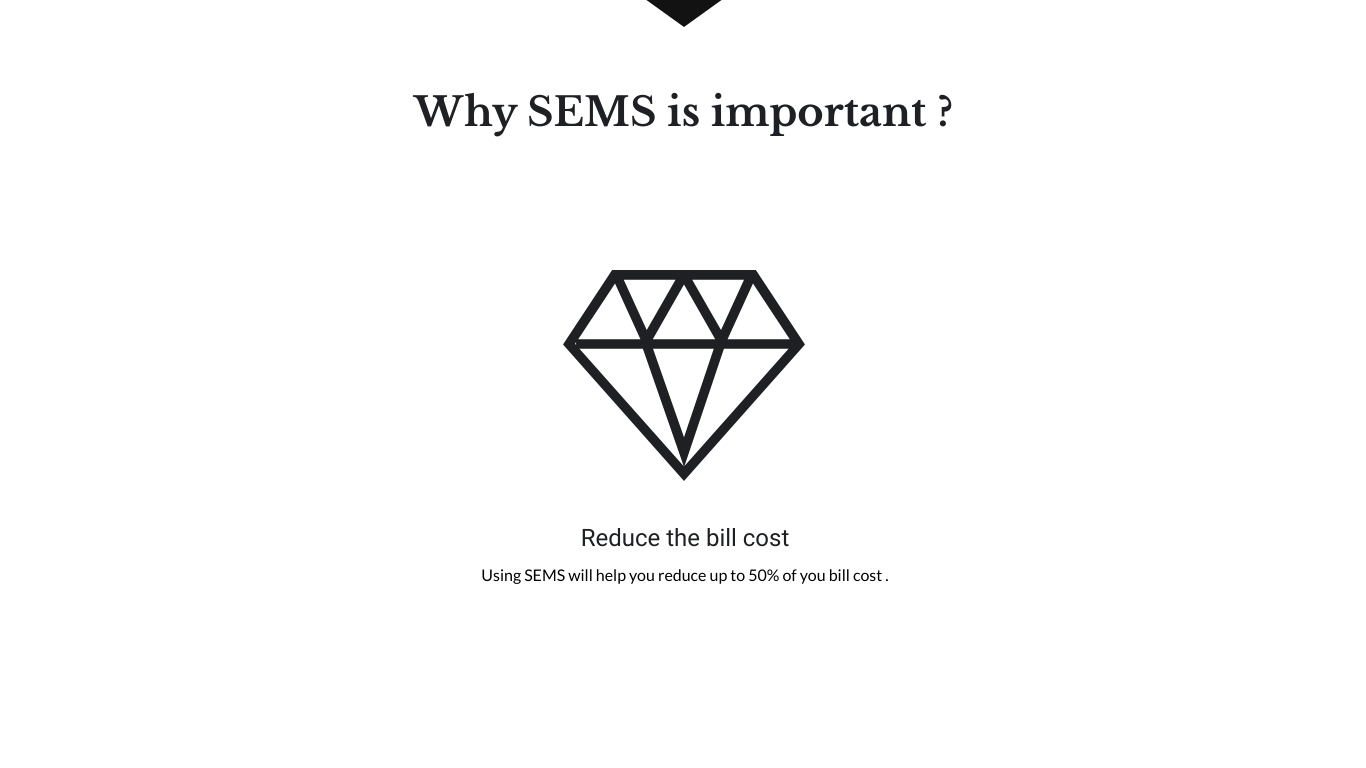 Why SEMS is important ?
Reduce the bill cost
Using SEMS will help you reduce up to 50% of you bill cost .